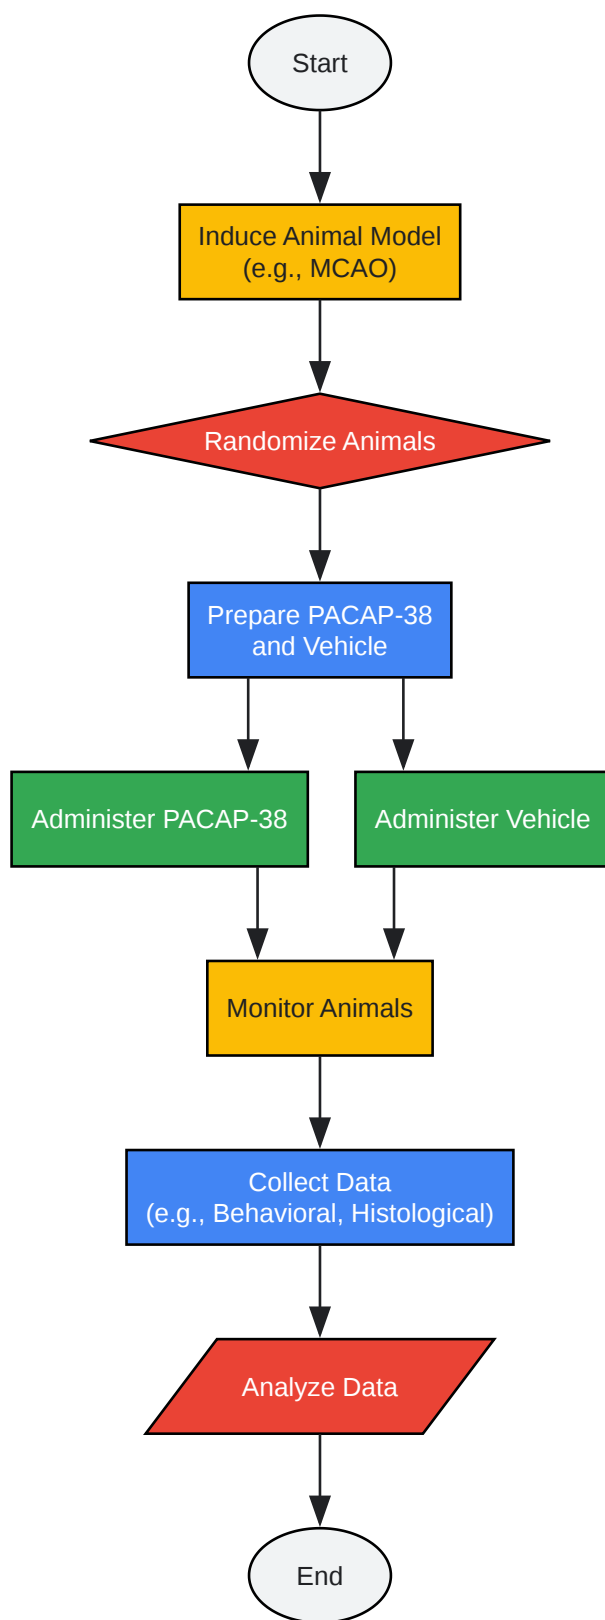 Start
Induce Animal Model
(e.g., MCAO)
Randomize Animals
Prepare PACAP-38
and Vehicle
Administer PACAP-38
Administer Vehicle
Monitor Animals
Collect Data
(e.g., Behavioral, Histological)
Analyze Data
End